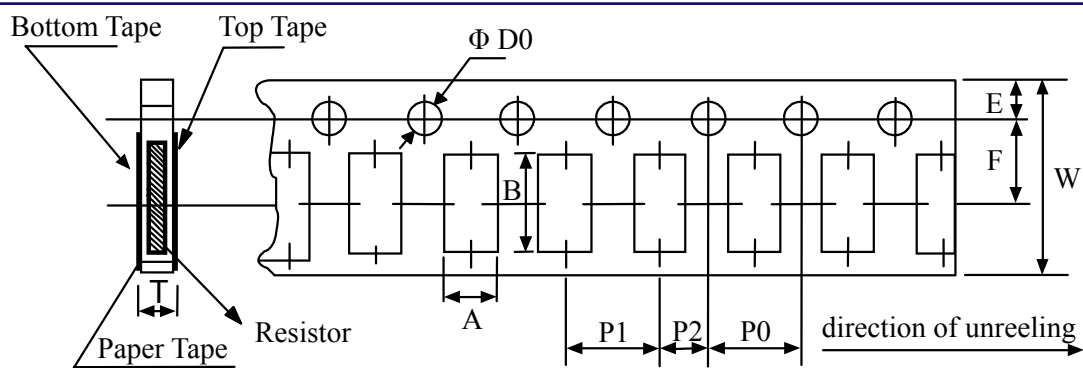 Bottom Tape
Top Tape
Φ D0
E
F
W
B
T
A
Resistor
Paper Tape
P1
P2
P0
direction of unreeling